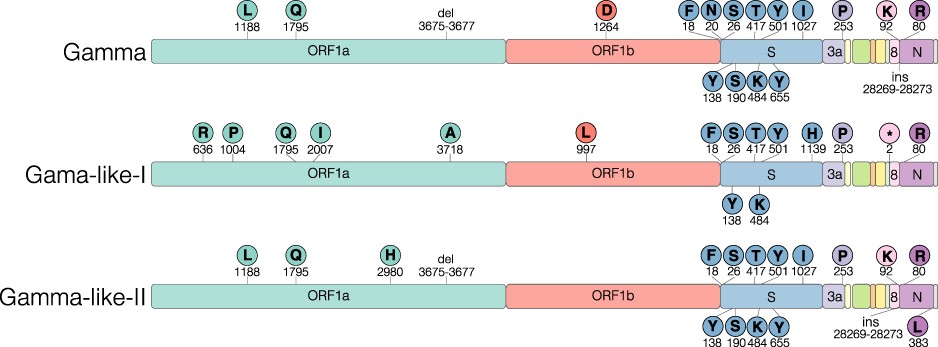 L Q del D F N S T Y I P K R
1188 1795 3675-3677 1264 18 20 26 417 501 1027 253 92 80
Gamma ORF1a ORF1b S 3a 8 N
Y S K Y ins
138 190 484 655 28269-28273
R P Q I A L F S T Y H P * R
636 1004 1795 2007 3718 997 18 26 417 501 1139 253 2 80
Gama-like-I ORF1a ORF1b S 3a 8 N
Y K
138 484
L Q H del F S T Y I P K R
1188 1795 2980 3675-3677 18 26 417 501 1027 253 92 80
Gamma-like-II ORF1a ORF1b S 3a 8 N
Y S K Y ins L
138 190 484 655 28269-28273 383